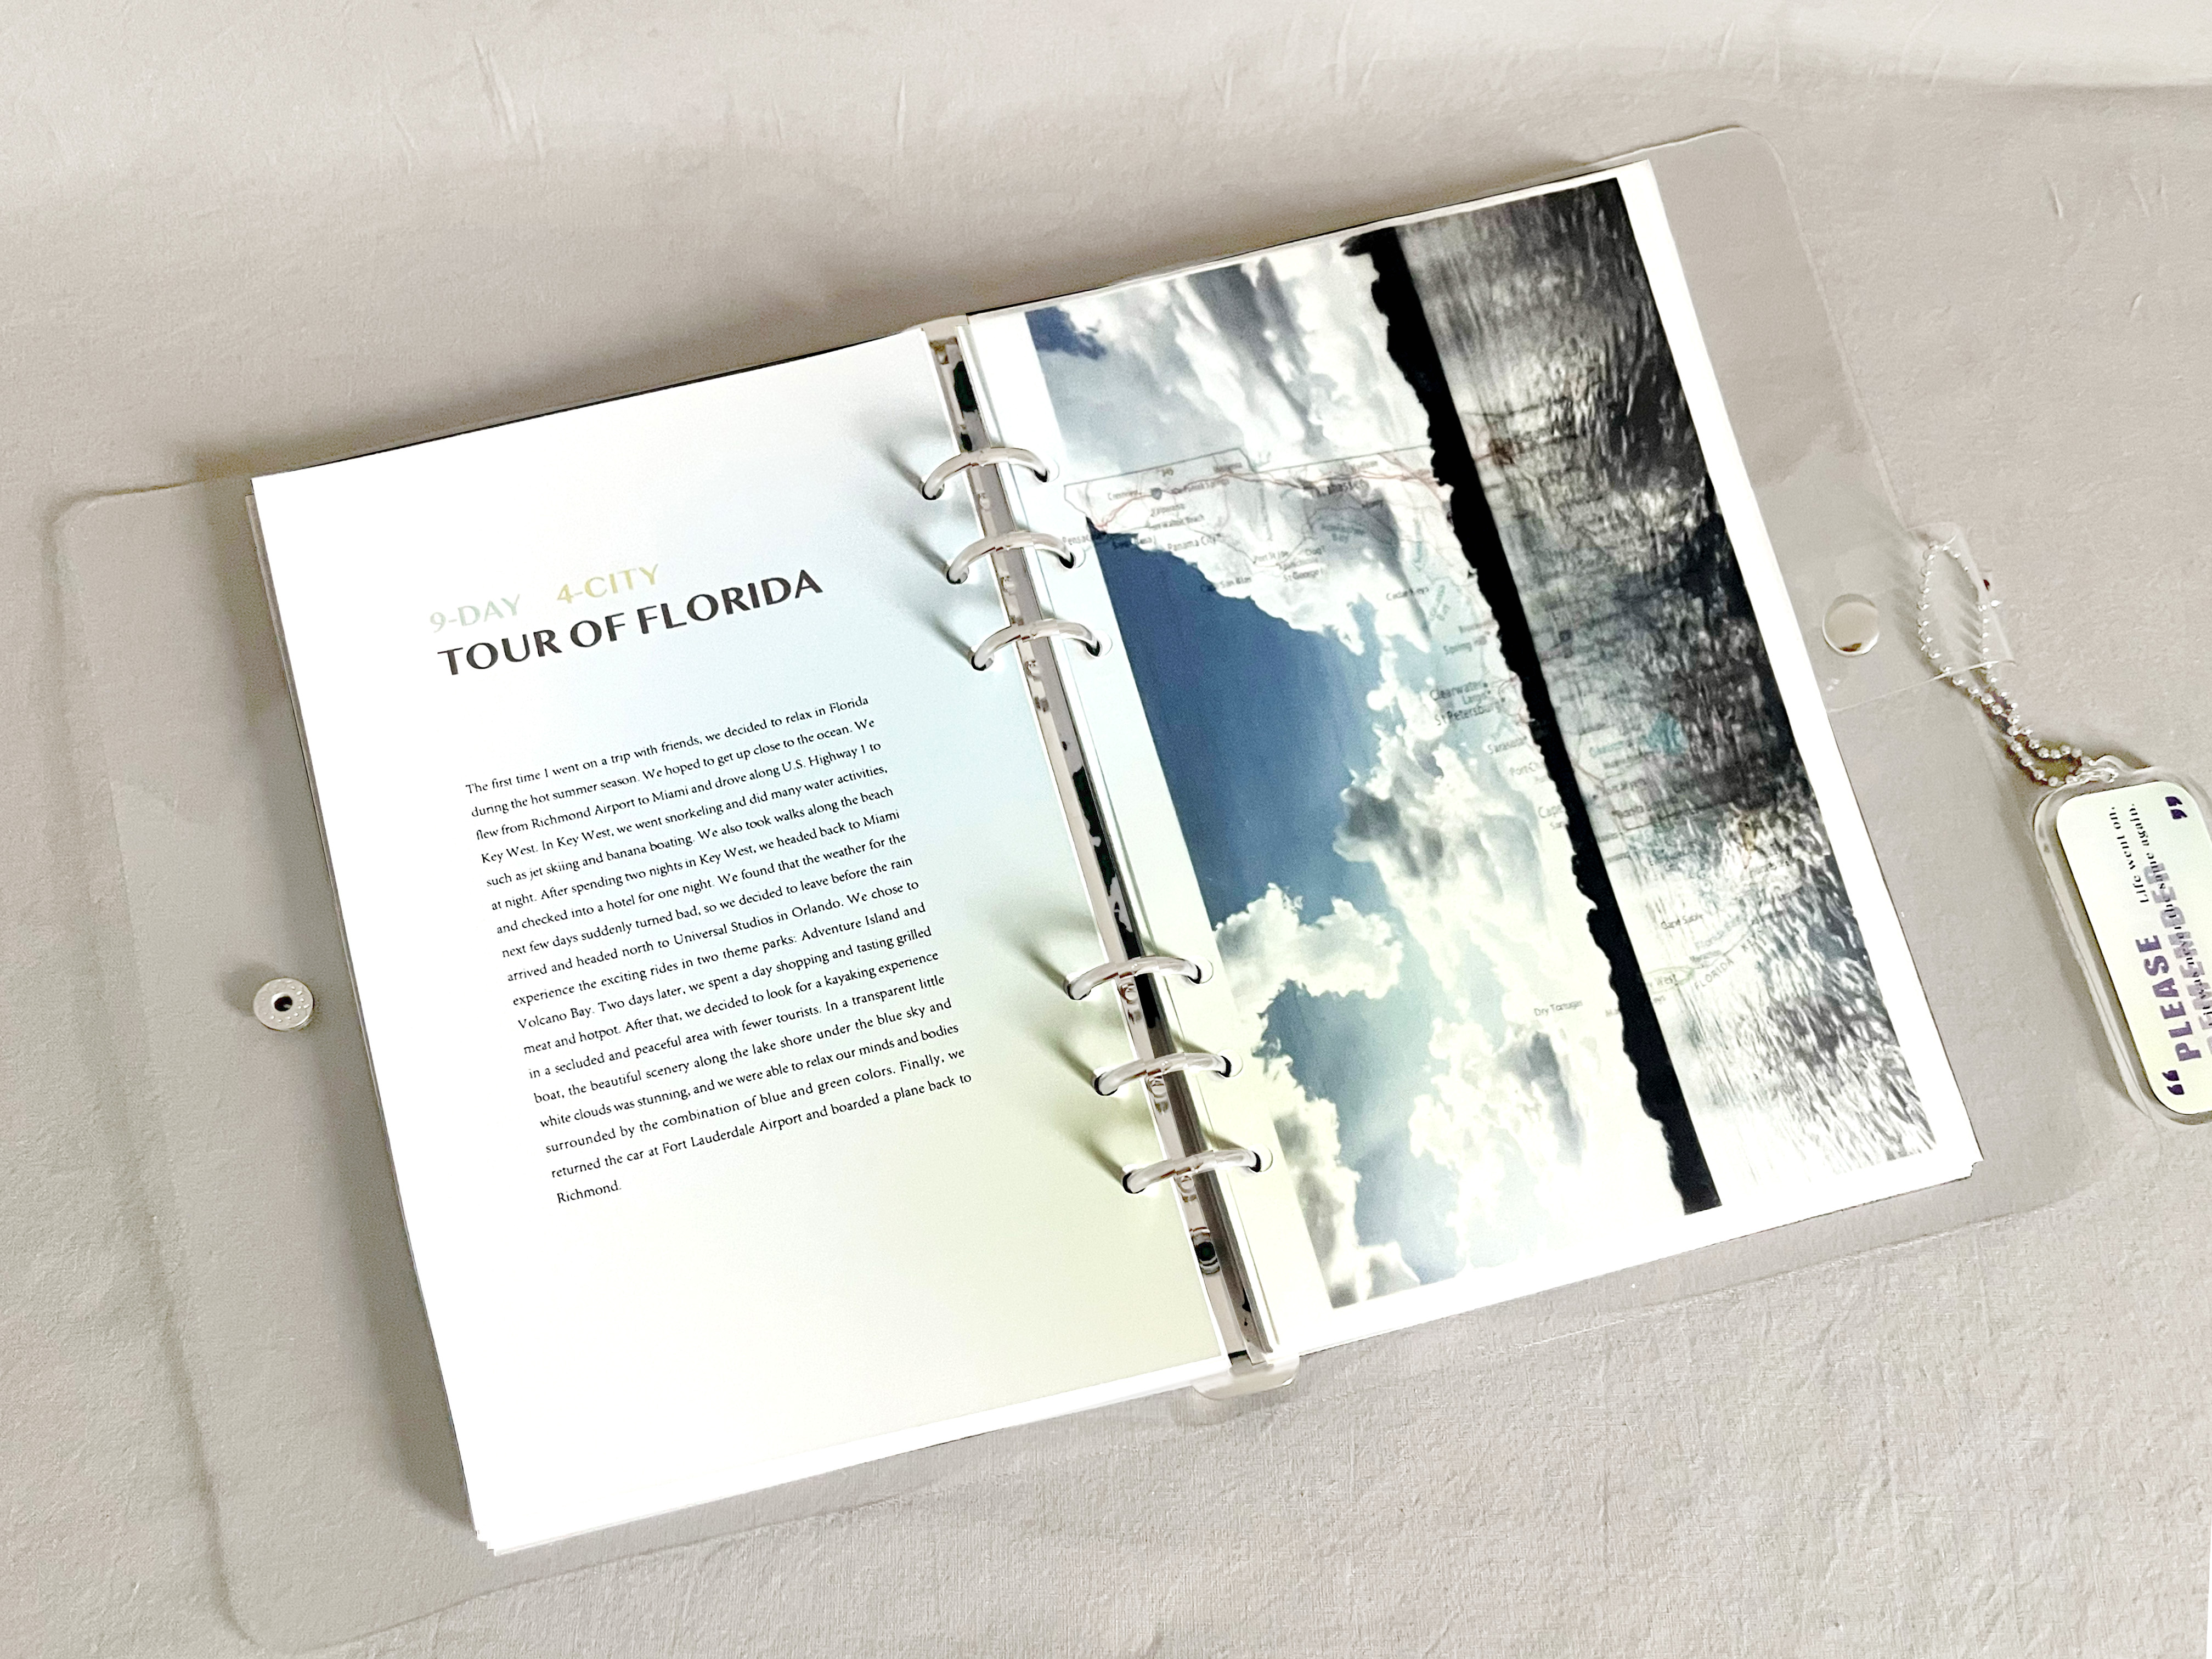 9-DAY 4-CITY
TOUR OF FLORIDA
The first time I went on a trip with friends, we decided to relax in Florida
during the hot summer season. We hoped to get up close to the ocean. We
flew from Richmond Airport to Miami and drove along U.S. Highway 1 to
Key West. In Key West, we went snorkeling and did many water activities,
such as jet skiing and banana boating. We also took walks along the beach
at night. After spending two nights in Key West, we headed back to Miami
and checked into a hotel for one night. We found that the weather for the
next few days suddenly turned bad, so we decided to leave before the rain
arrived and headed north to Universal Studios in Orlando. We chose to
experience the exciting rides in two theme parks: Adventure Island and
Volcano Bay. Two days later, we spent a day shopping and tasting grilled
meat and hotpot. After that, we decided to look for a kayaking experience
in a secluded and peaceful area with fewer tourists. In a transparent little
boat, the beautiful scenery along the lake shore under the blue sky and
white clouds was stunning, and we were able to relax our minds and bodies
surrounded by the combination of blue and green colors. Finally, we
returned the car at Fort Lauderdale Airport and boarded a plane back to
Richmond.
Panama City
Cedar Keys
Spring
Clearwater
St Petersburg
Sarasota
Dry Tortugas
FLORIDA
“ PLEASE
Life went on,
the same again.
”